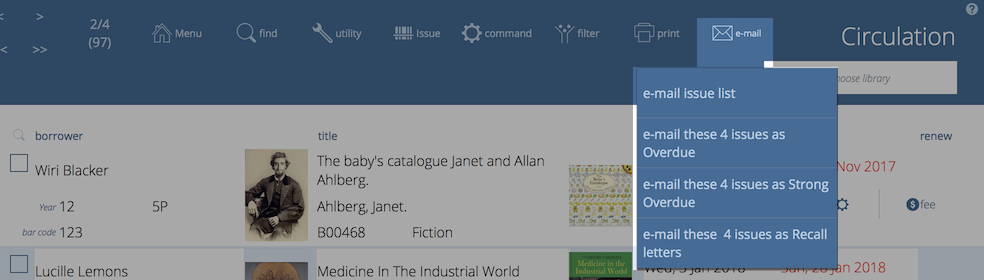 < >
2/4
(97)
<< >>
Menu
find
utility
Issue
command
filter
print
e-mail
?
Circulation
e-mail issue list
e-mail these 4 issues as
Overdue
e-mail these 4 issues as Strong
Overdue
e-mail these 4 issues as Recall
letters
borrower
title
renew
Wiri Blacker
The baby's catalogue Janet and Allan
Ahlberg.
Nov 2017
Year 12 5P
Ahlberg, Janet.
$ fee
bar code 123
B00468 Fiction
Lucille Lemons
Medicine In The Industrial World
Medicine in the
Industrial World
Wed, 3 Jan 2018
Sun, 28 Jan 2018